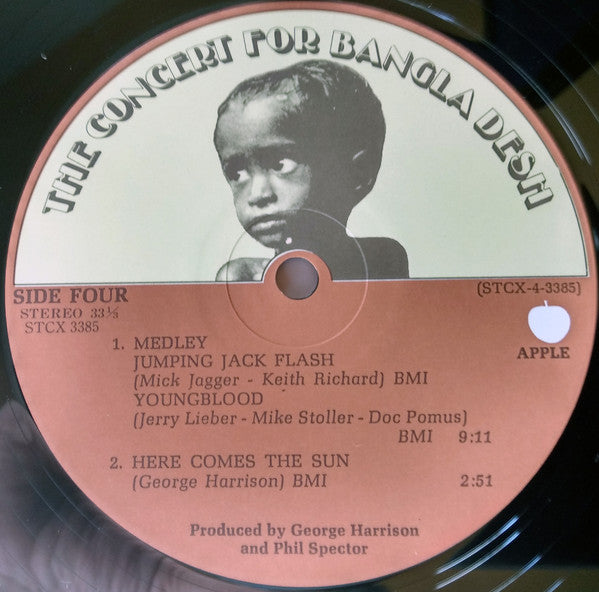 THE CONCERT FOR BANGLA DESH
SIDE FOUR
STEREO 33⅓
STCX 3385
(STCX-4-3385)
APPLE
1. MEDLEY
JUMPING JACK FLASH
(Mick Jagger - Keith Richard) BMI
YOUNGBLOOD
(Jerry Lieber - Mike Stoller - Doc Pomus)
BMI 9:11
2. HERE COMES THE SUN
(George Harrison) BMI 2:51
Produced by George Harrison
and Phil Spector